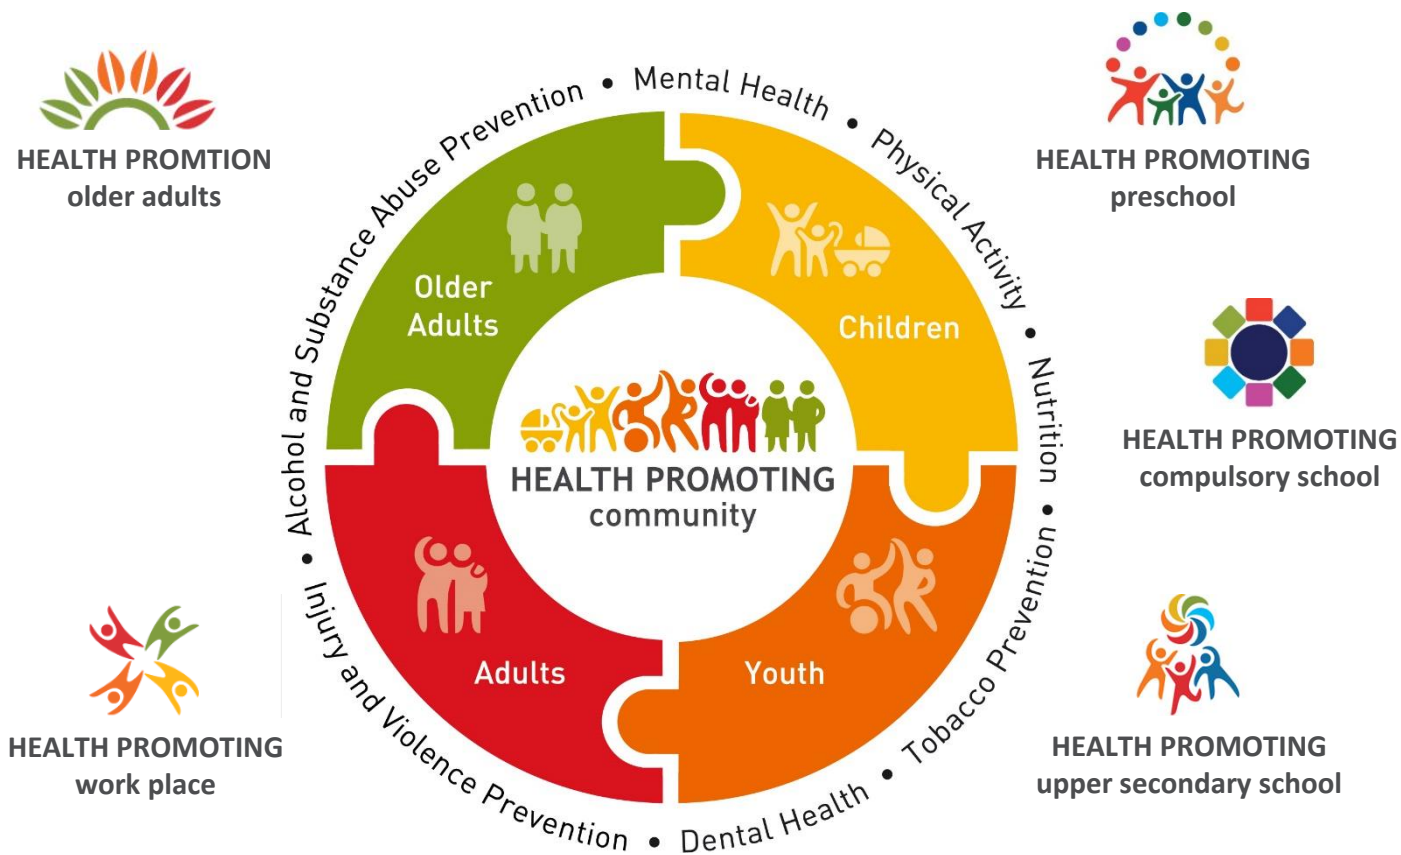 HEALTH PROMTION
older adults
HEALTH PROMOTING
preschool
HEALTH PROMOTING
compulsory school
HEALTH PROMOTING
upper secondary school
HEALTH PROMOTING
work place
• Mental Health • Physical Activity • Nutrition • Tobacco Prevention • Dental Health • Injury and Violence Prevention • Alcohol and Substance Abuse Prevention
Older
Adults
Children
Adults
Youth
HEALTH PROMOTING
community